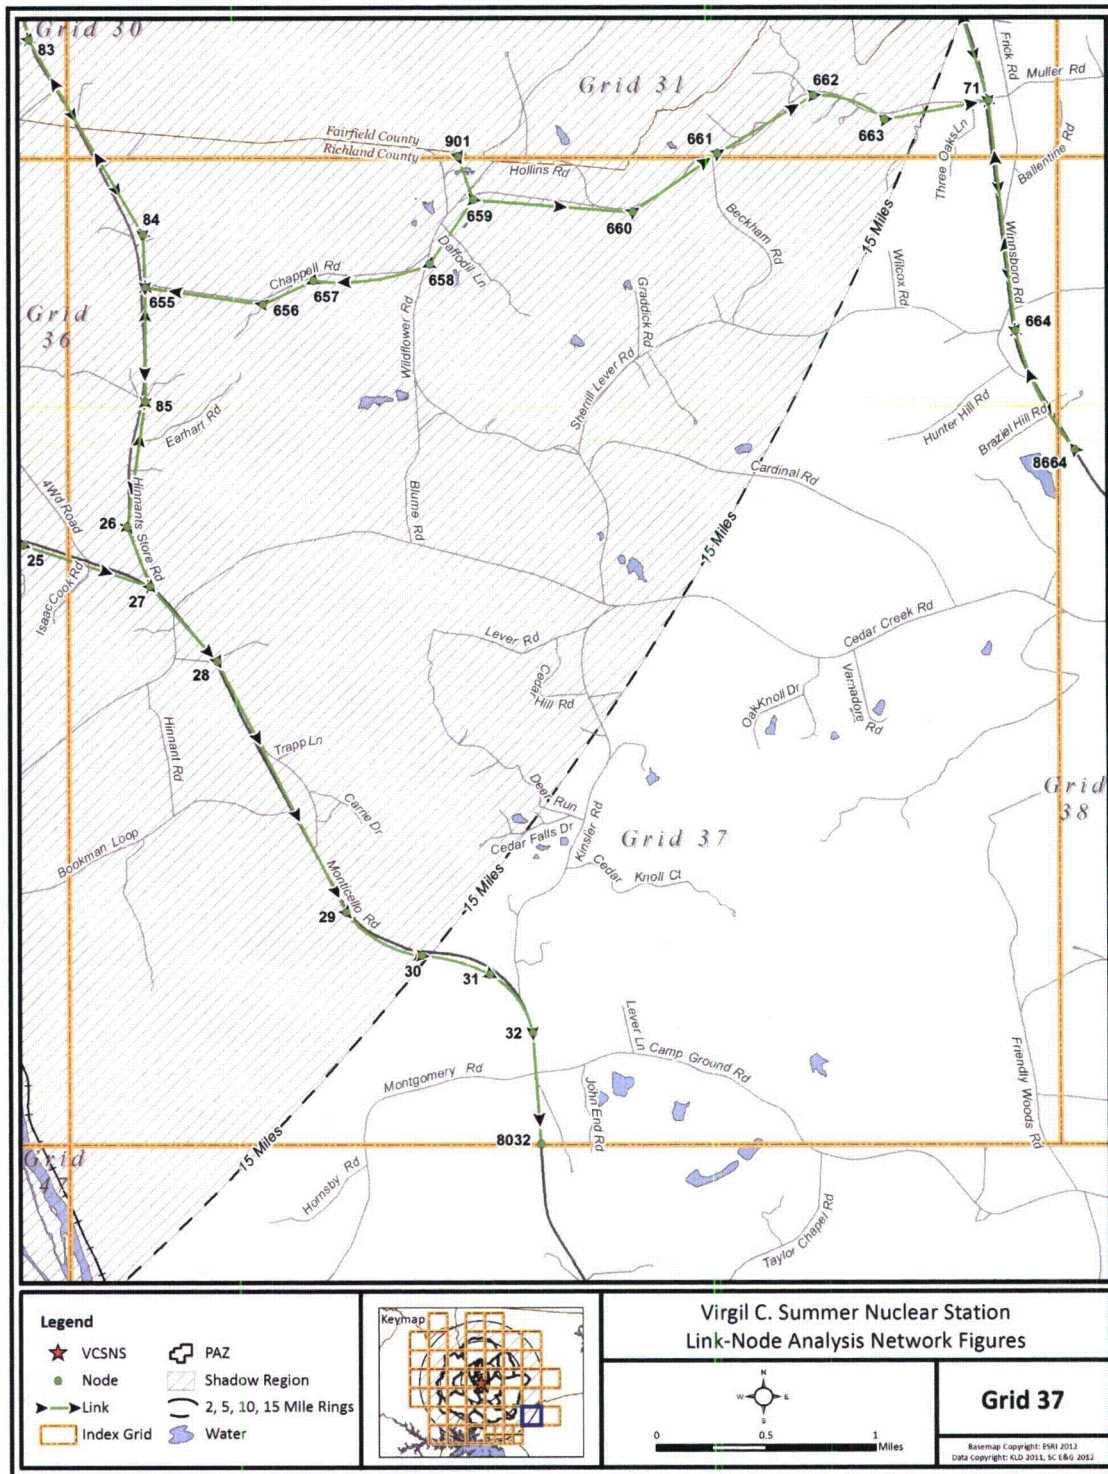 Grid 30
83
Grid 31
662
71
Frick Rd
Muller Rd
663
Three Oaks Ln
Ballentine Rd
Fairfield County
Richland County
901
661
Hollins Rd
659
660
Beckham Rd
15 Miles
Winnsboro Rd
84
Daffodil Ln
658
Chappell Rd
657
655
656
Wilcox Rd
Graddick Rd
Grid
36
Wildflower Rd
664
Sherrill Lever Rd
85
Earhart Rd
Hunter Hill Rd
Braziel Hill Rd
8664
Cardinal Rd
4Wd Road
Hinnants Store Rd
Blume Rd
26
15 Miles
25
Isaac Cook Rd
27
Lever Rd
Cedar Creek Rd
28
Cedar
Hill Rd
Oak Knoll Dr
Varnadore
Rd
Hinnant Rd
Trapp Ln
Carrie Dr
Deer Run
Grid
38
Cedar Falls Dr
Kinsler Rd
Grid 37
Bookman Loop
Cedar
Knoll Ct
15 Miles
Monticello Rd
29
30
31
32
Lever Ln
Camp Ground Rd
Montgomery Rd
John End Rd
Friendly Woods Rd
8032
15 Miles
Grid
47
Hornsby Rd
Taylor Chapel Rd
Legend
VCSNS
PAZ
Node
Shadow Region
Link
2, 5, 10, 15 Mile Rings
Index Grid
Water
Keymap
Virgil C. Summer Nuclear Station
Link-Node Analysis Network Figures
N
W
E
S
0
0.5
1
Miles
Grid 37
Basemap Copyright: ESRI 2012
Data Copyright: KLD 2011, SC E&G 2012